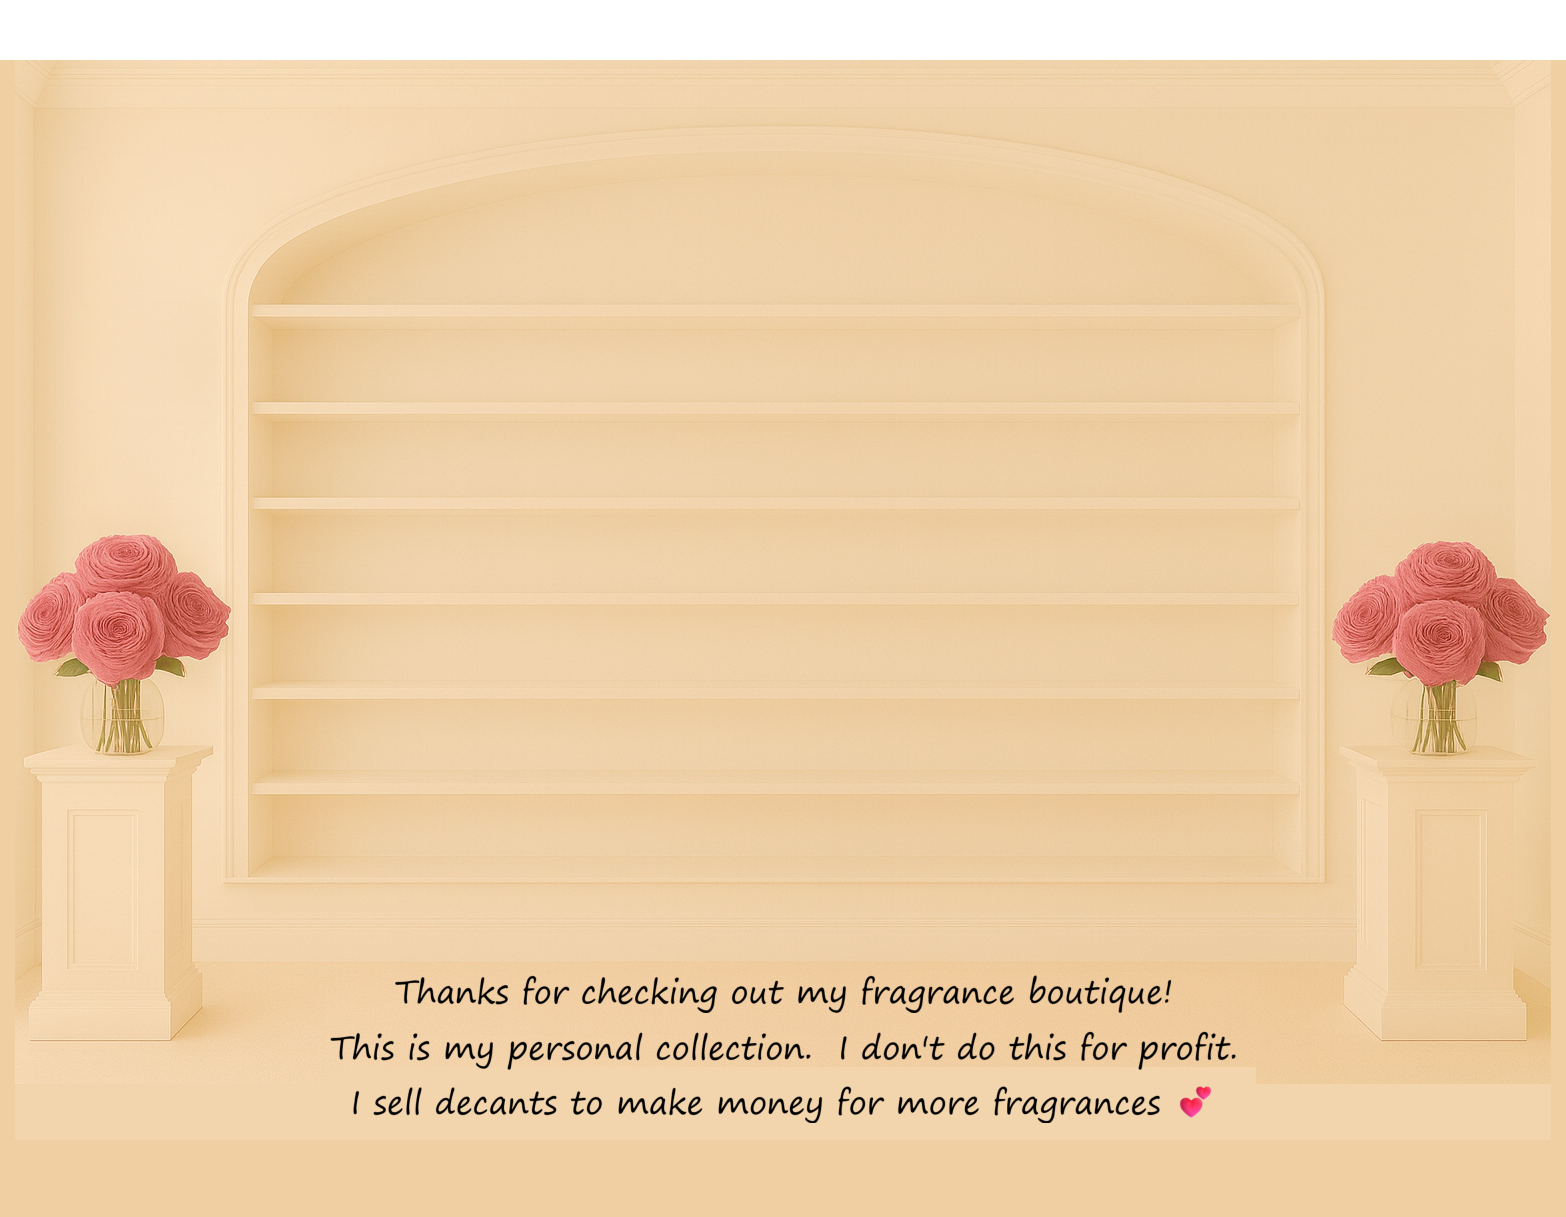 Thanks for checking out my fragrance boutique!
This is my personal collection.  I don't do this for profit.
I sell decants to make money for more fragrances 💕